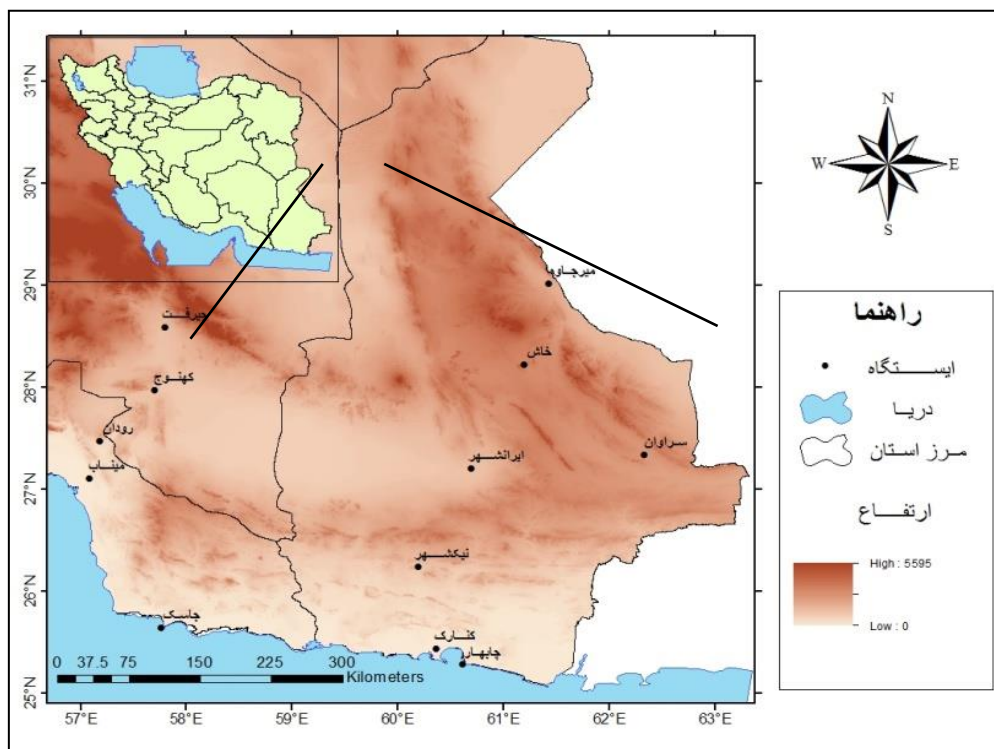 31°N
30°N
29°N
28°N
27°N
26°N
25°N
57°E
58°E
59°E
60°E
61°E
62°E
63°E
میرجاوه
جیرفت
خاش
کهنوج
رودان
سراوان
ایرانشهر
میناب
نیکشهر
جاسک
کنارک
چابهار
0 37.5 75 150 225 300
Kilometers
N
W E
S
راهنما
ایستگاه
دریا
مرز استان
ارتفاع
High : 5595
Low : 0